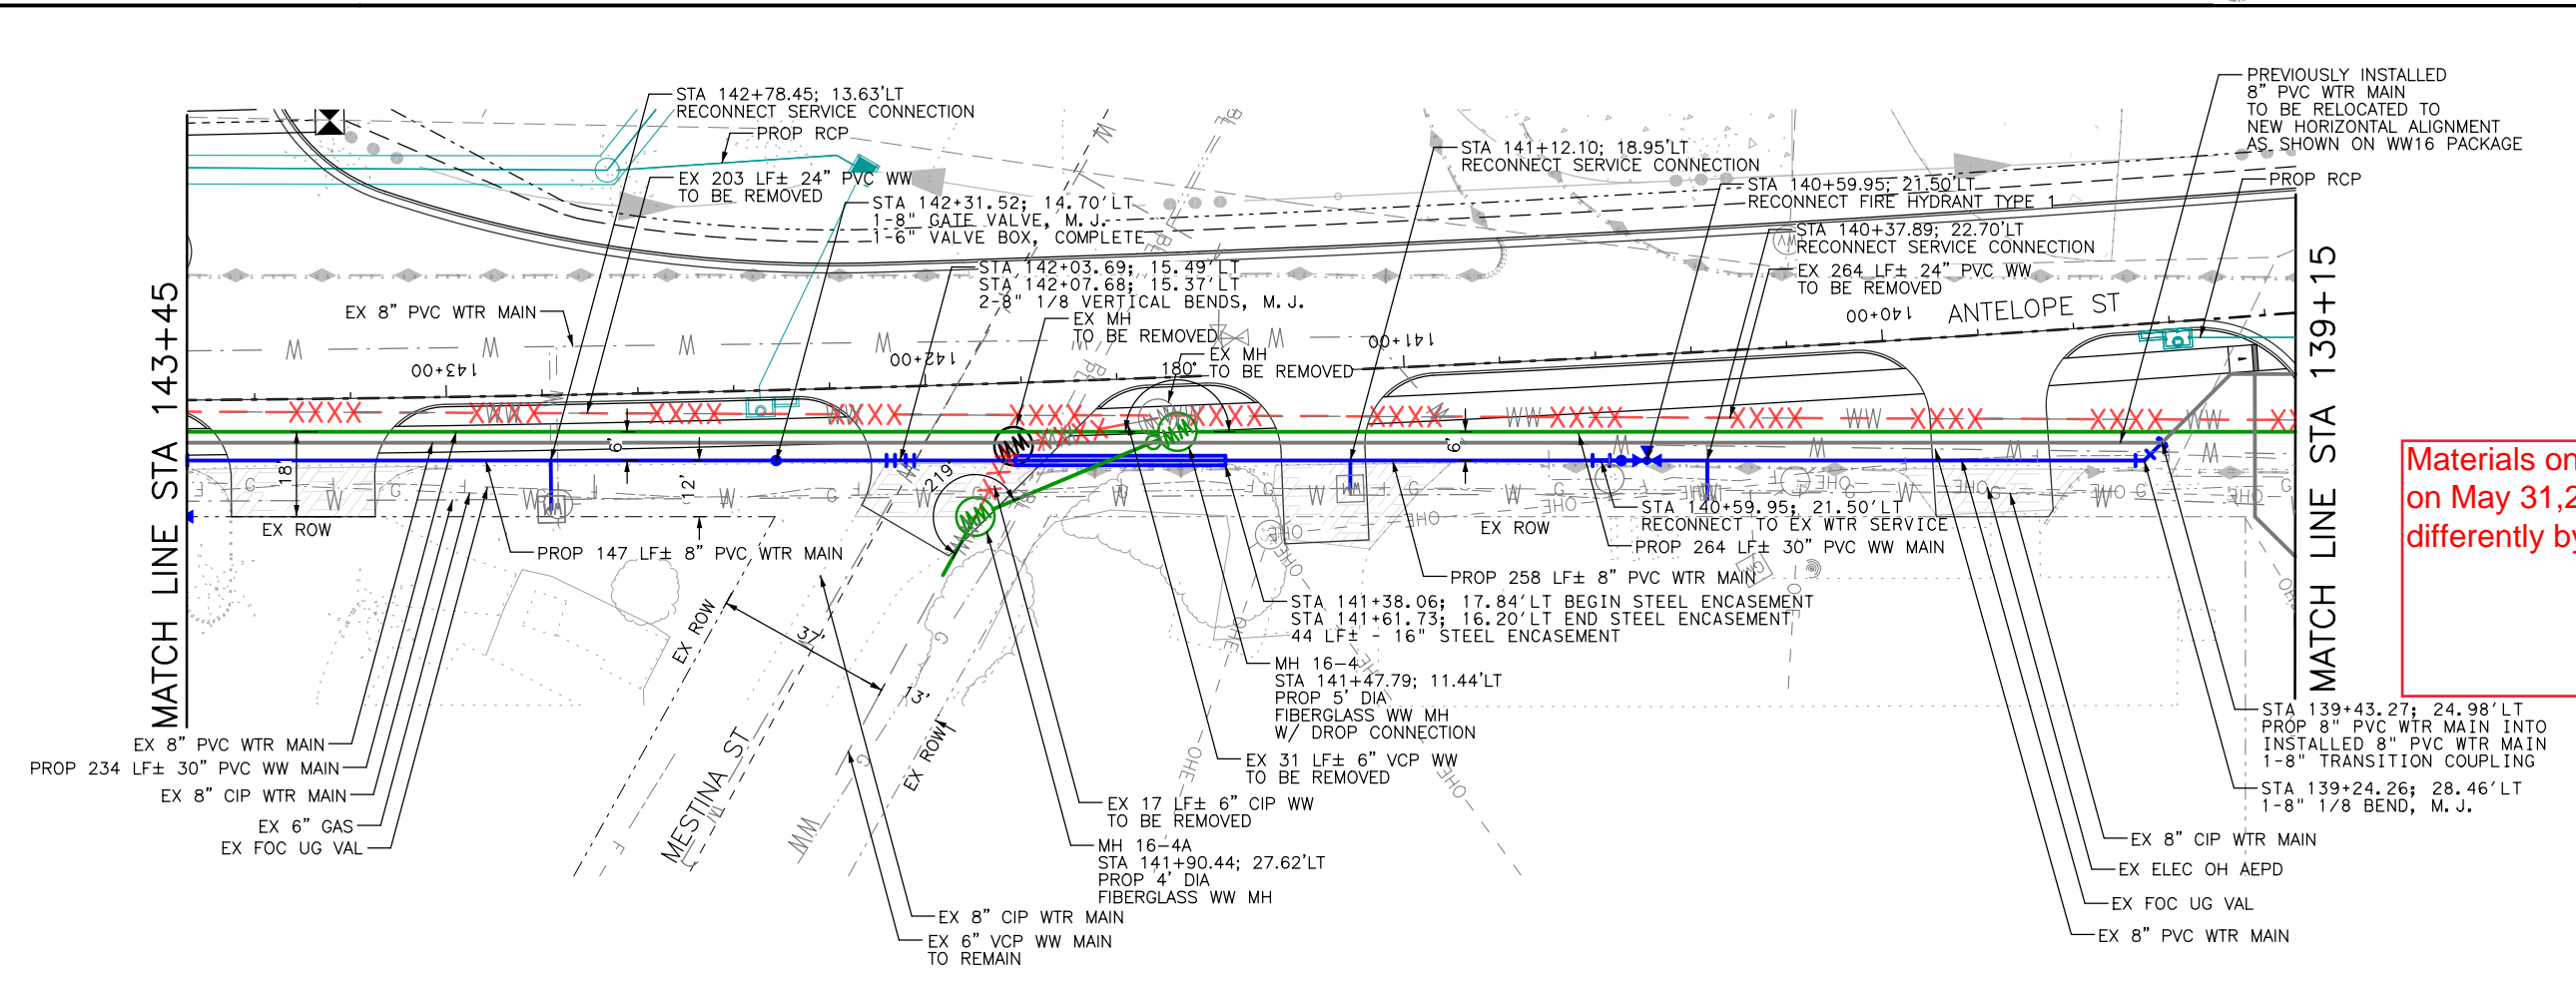 STA 142+78.45; 13.63'LT
RECONNECT SERVICE CONNECTION
PROP RCP
EX 203 LF± 24" PVC WW
TO BE REMOVED
STA 142+31.52; 14.70'LT
1-8" GATE VALVE, M.J.
1-6" VALVE BOX, COMPLETE
STA 142+03.69; 15.49'LT
STA 142+07.68; 15.37'LT
2-8" 1/8 VERTICAL BENDS, M.J.
EX MH
TO BE REMOVED
EX MH
TO BE REMOVED
180°
STA 141+12.10; 18.95'LT
RECONNECT SERVICE CONNECTION
STA 140+59.95; 21.50'LT
RECONNECT FIRE HYDRANT TYPE 1
STA 140+37.89; 22.70'LT
RECONNECT SERVICE CONNECTION
EX 264 LF± 24" PVC WW
TO BE REMOVED
PREVIOUSLY INSTALLED
8" PVC WTR MAIN
TO BE RELOCATED TO
NEW HORIZONTAL ALIGNMENT
AS SHOWN ON WW16 PACKAGE
PROP RCP
EX 8" PVC WTR MAIN
ANTELOPE ST
143+00
142+00
141+00
140+00
MATCH LINE STA 143+45
MATCH LINE STA 139+15
18'
6'
12'
219°
6'
EX ROW
EX ROW
PROP 147 LF± 8" PVC WTR MAIN
STA 140+59.95; 21.50'LT
RECONNECT TO EX WTR SERVICE
PROP 264 LF± 30" PVC WW MAIN
PROP 258 LF± 8" PVC WTR MAIN
STA 141+38.06; 17.84'LT BEGIN STEEL ENCASEMENT
STA 141+61.73; 16.20'LT END STEEL ENCASEMENT
44 LF± - 16" STEEL ENCASEMENT
MH 16-4
STA 141+47.79; 11.44'LT
PROP 5' DIA
FIBERGLASS WW MH
W/ DROP CONNECTION
EX 31 LF± 6" VCP WW
TO BE REMOVED
EX 17 LF± 6" CIP WW
TO BE REMOVED
MH 16-4A
STA 141+90.44; 27.62'LT
PROP 4' DIA
FIBERGLASS WW MH
EX 8" CIP WTR MAIN
EX 6" VCP WW MAIN
TO REMAIN
EX ROW
37'
13'
EX ROW
MESTINA ST
EX 8" PVC WTR MAIN
PROP 234 LF± 30" PVC WW MAIN
EX 8" CIP WTR MAIN
EX 6" GAS
EX FOC UG VAL
STA 139+43.27; 24.98'LT
PROP 8" PVC WTR MAIN INTO
INSTALLED 8" PVC WTR MAIN
1-8" TRANSITION COUPLING
STA 139+24.26; 28.46'LT
1-8" 1/8 BEND, M.J.
EX 8" CIP WTR MAIN
EX ELEC OH AEPD
EX FOC UG VAL
EX 8" PVC WTR MAIN
Materials on
on May 31,2
differently by